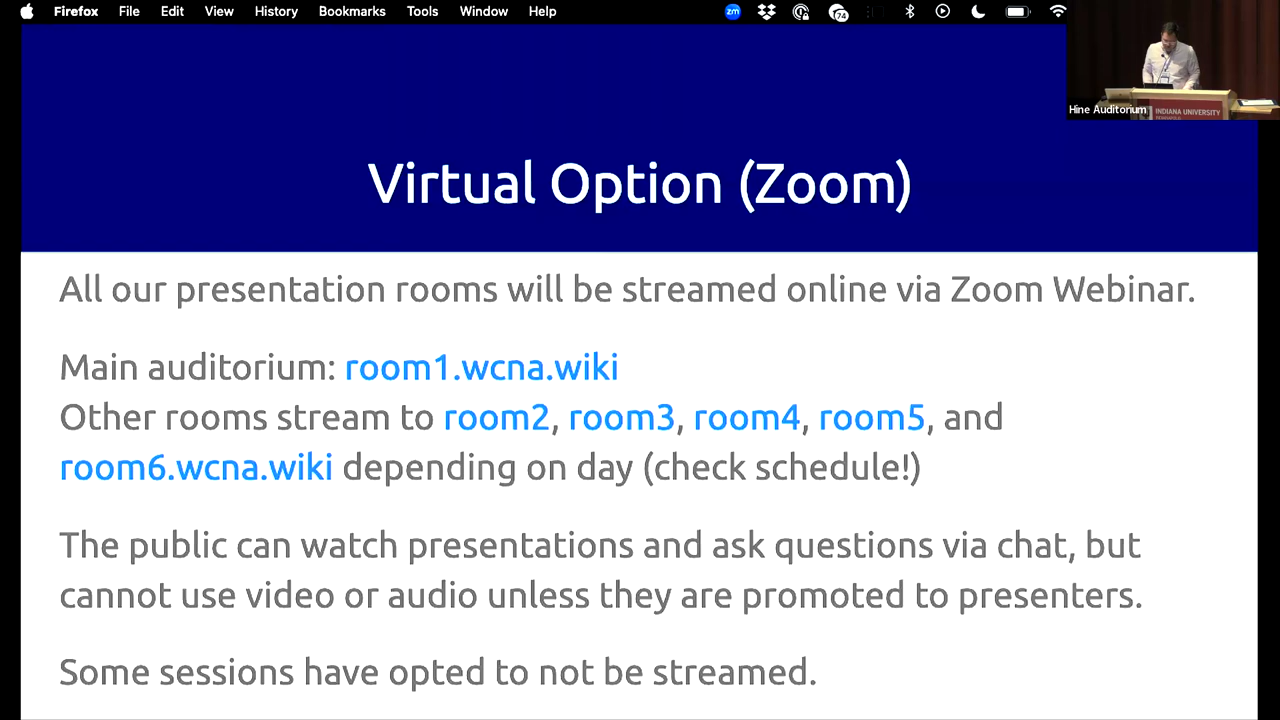 Firefox File Edit View History Bookmarks Tools Window Help
zm
74
Hine Auditorium
INDIANA UNIVERSITY
INDIANAPOLIS
Virtual Option (Zoom)
All our presentation rooms will be streamed online via Zoom Webinar.
Main auditorium: room1.wcna.wiki
Other rooms stream to room2, room3, room4, room5, and
room6.wcna.wiki depending on day (check schedule!)
The public can watch presentations and ask questions via chat, but
cannot use video or audio unless they are promoted to presenters.
Some sessions have opted to not be streamed.